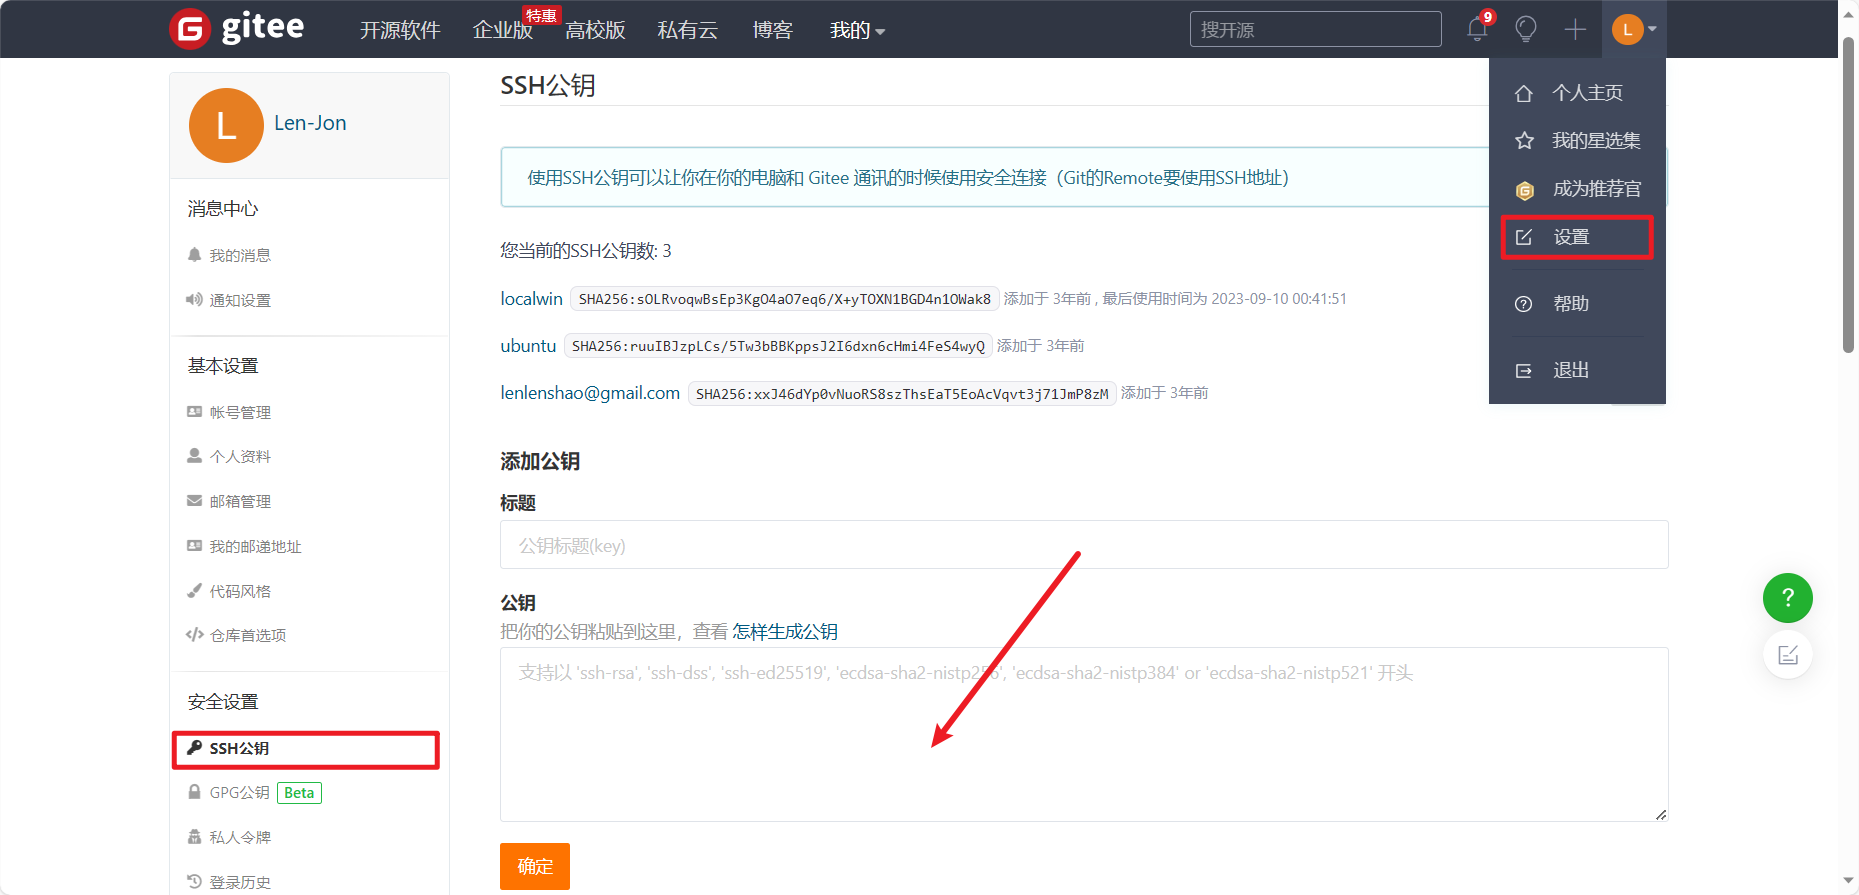 gitee
开源软件
企业版
特惠
高校版
私有云
博客
我的
搜开源
9
L
个人主页
我的星选集
成为推荐官
设置
帮助
退出
L
Len-Jon
消息中心
我的消息
通知设置
基本设置
帐号管理
个人资料
邮箱管理
我的邮递地址
代码风格
仓库首选项
安全设置
SSH公钥
GPG公钥 Beta
私人令牌
登录历史
SSH公钥
使用SSH公钥可以让你在你的电脑和 Gitee 通讯的时候使用安全连接（Git的Remote要使用SSH地址）
您当前的SSH公钥数: 3
localwin SHA256:sOLRvoqwBsEp3KgO4aO7eq6/X+yTOXN1BGD4n1OWak8 添加于 3年前 , 最后使用时间为 2023-09-10 00:41:51
ubuntu SHA256:ruuIBJzpLCs/5Tw3bBBKppsJ2I6dxn6cHmi4FeS4wyQ 添加于 3年前
lenlenshao@gmail.com SHA256:xxJ46dYp0vNuoRS8szThsEaT5EoAcVqvt3j71JmP8zM 添加于 3年前
添加公钥
标题
公钥标题(key)
公钥
把你的公钥粘贴到这里，查看 怎样生成公钥
支持以 'ssh-rsa', 'ssh-dss', 'ssh-ed25519', 'ecdsa-sha2-nistp256', 'ecdsa-sha2-nistp384' or 'ecdsa-sha2-nistp521' 开头
确定
?